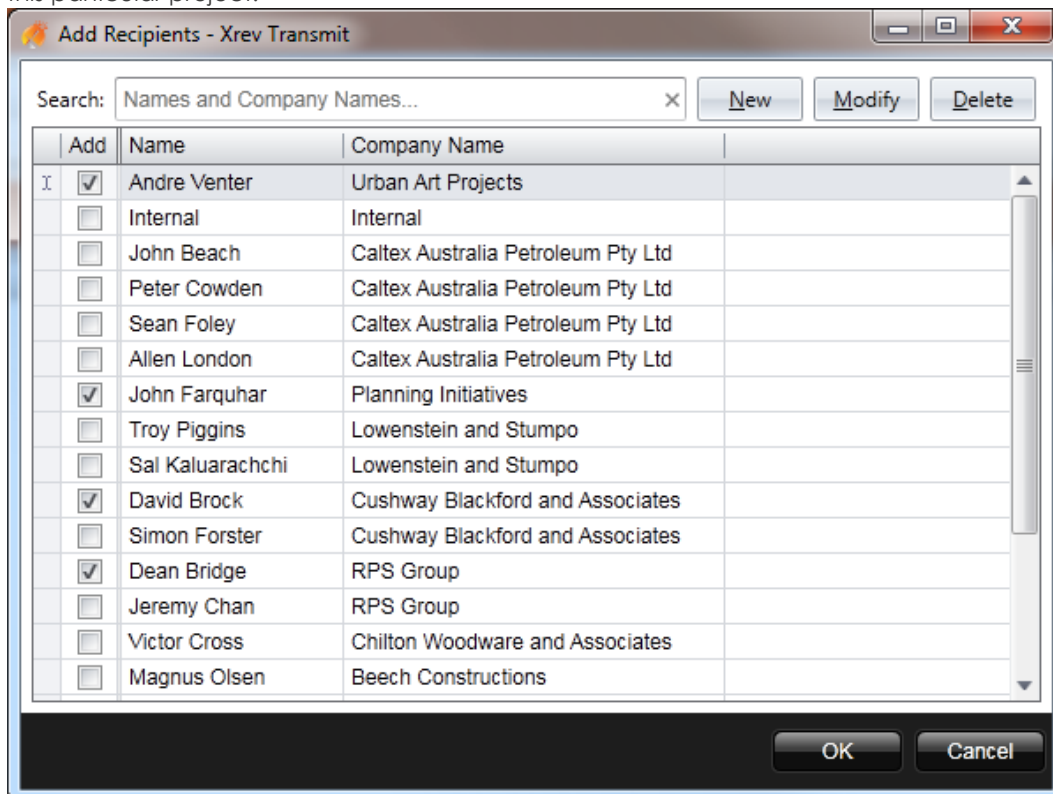 this particular project.
Add Recipients - Xrev Transmit
Search: Names and Company Names... New Modify Delete
Add Name Company Name
Andre Venter Urban Art Projects
Internal Internal
John Beach Caltex Australia Petroleum Pty Ltd
Peter Cowden Caltex Australia Petroleum Pty Ltd
Sean Foley Caltex Australia Petroleum Pty Ltd
Allen London Caltex Australia Petroleum Pty Ltd
John Farquhar Planning Initiatives
Troy Piggins Lowenstein and Stumpo
Sal Kaluarachchi Lowenstein and Stumpo
David Brock Cushway Blackford and Associates
Simon Forster Cushway Blackford and Associates
Dean Bridge RPS Group
Jeremy Chan RPS Group
Victor Cross Chilton Woodware and Associates
Magnus Olsen Beech Constructions
OK Cancel